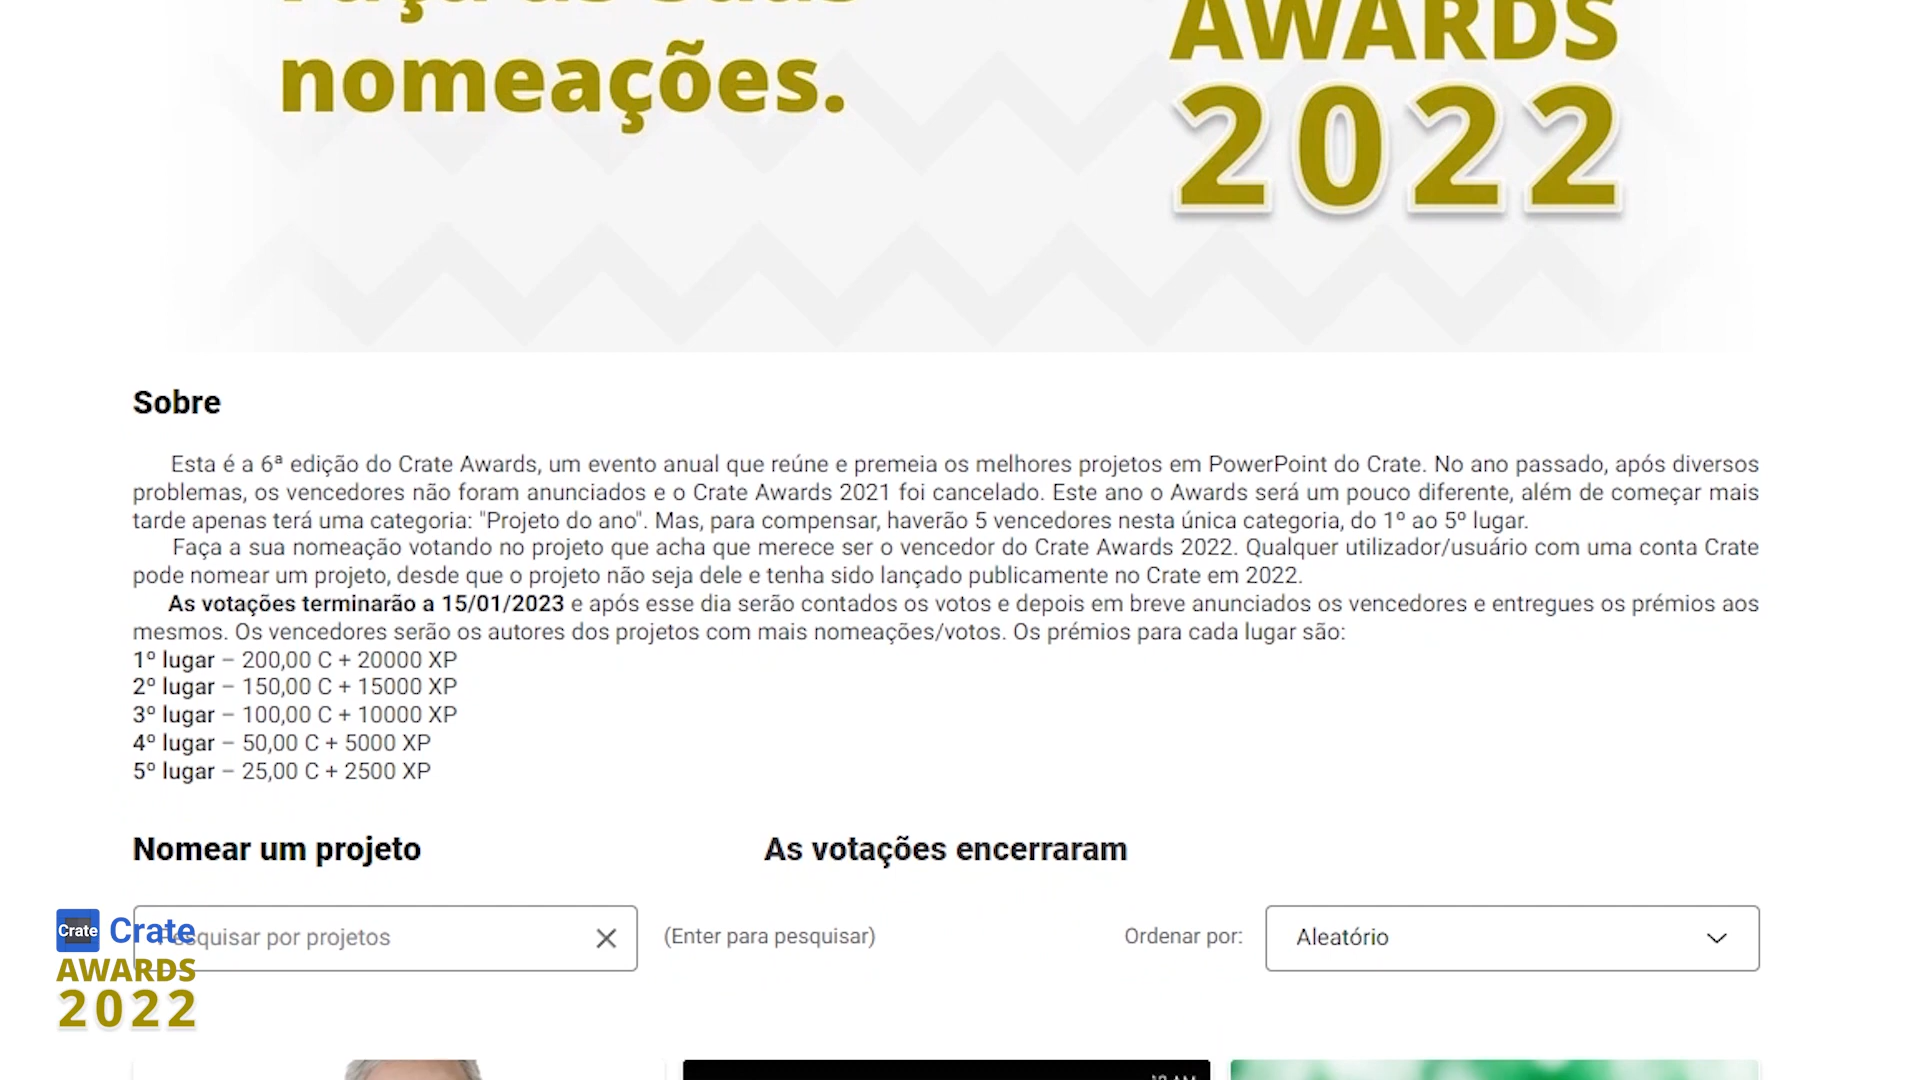 Faça as suas
nomeações.
AWARDS
2022
Sobre
Esta é a 6ª edição do Crate Awards, um evento anual que reúne e premeia os melhores projetos em PowerPoint do Crate. No ano passado, após diversos
problemas, os vencedores não foram anunciados e o Crate Awards 2021 foi cancelado. Este ano o Awards será um pouco diferente, além de começar mais
tarde apenas terá uma categoria: "Projeto do ano". Mas, para compensar, haverão 5 vencedores nesta única categoria, do 1º ao 5º lugar.
Faça a sua nomeação votando no projeto que acha que merece ser o vencedor do Crate Awards 2022. Qualquer utilizador/usuário com uma conta Crate
pode nomear um projeto, desde que o projeto não seja dele e tenha sido lançado publicamente no Crate em 2022.
As votações terminarão a 15/01/2023 e após esse dia serão contados os votos e depois em breve anunciados os vencedores e entregues os prémios aos
mesmos. Os vencedores serão os autores dos projetos com mais nomeações/votos. Os prémios para cada lugar são:
1º lugar – 200,00 C + 20000 XP
2º lugar – 150,00 C + 15000 XP
3º lugar – 100,00 C + 10000 XP
4º lugar – 50,00 C + 5000 XP
5º lugar – 25,00 C + 2500 XP
Nomear um projeto
As votações encerraram
Pesquisar por projetos
(Enter para pesquisar)
Ordenar por:
Aleatório
Crate Crate
AWARDS
2022